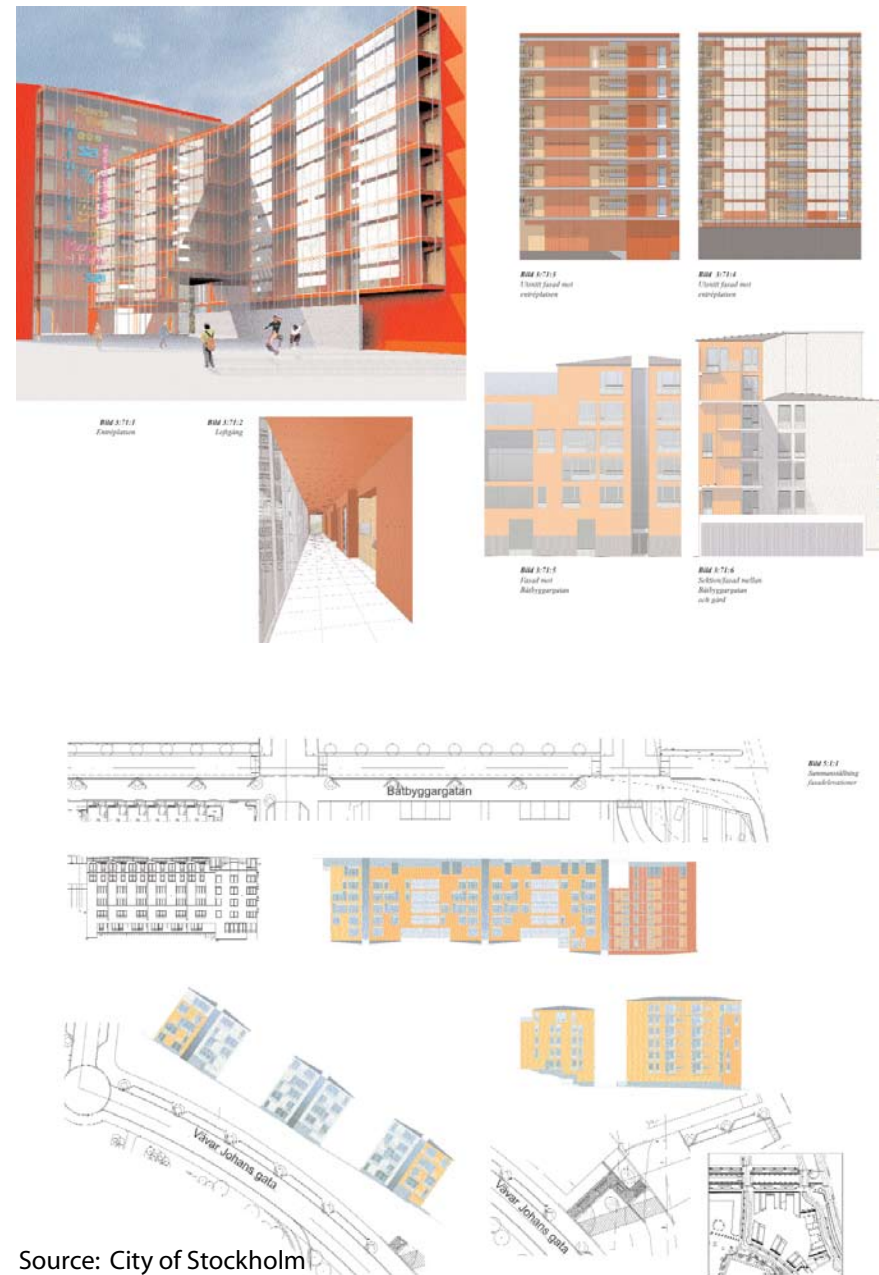 Bild 3:71:3
Utsnitt fasad mot
entréplatsen
Bild 3:71:4
Utsnitt fasad mot
entréplatsen
Bild 3:71:1
Entréplatsen
Bild 3:71:2
Loftgång
Bild 3:71:5
Fasad mot
Båtbyggargatan
Bild 3:71:6
Sektion/fasad mellan
Båtbyggargatan
och gård
Båtbyggargatan
Bild 5:1:1
Sammanställning
fasadelevationer
Vävar Johans gata
Vävar Johans gata
Source: City of Stockholm